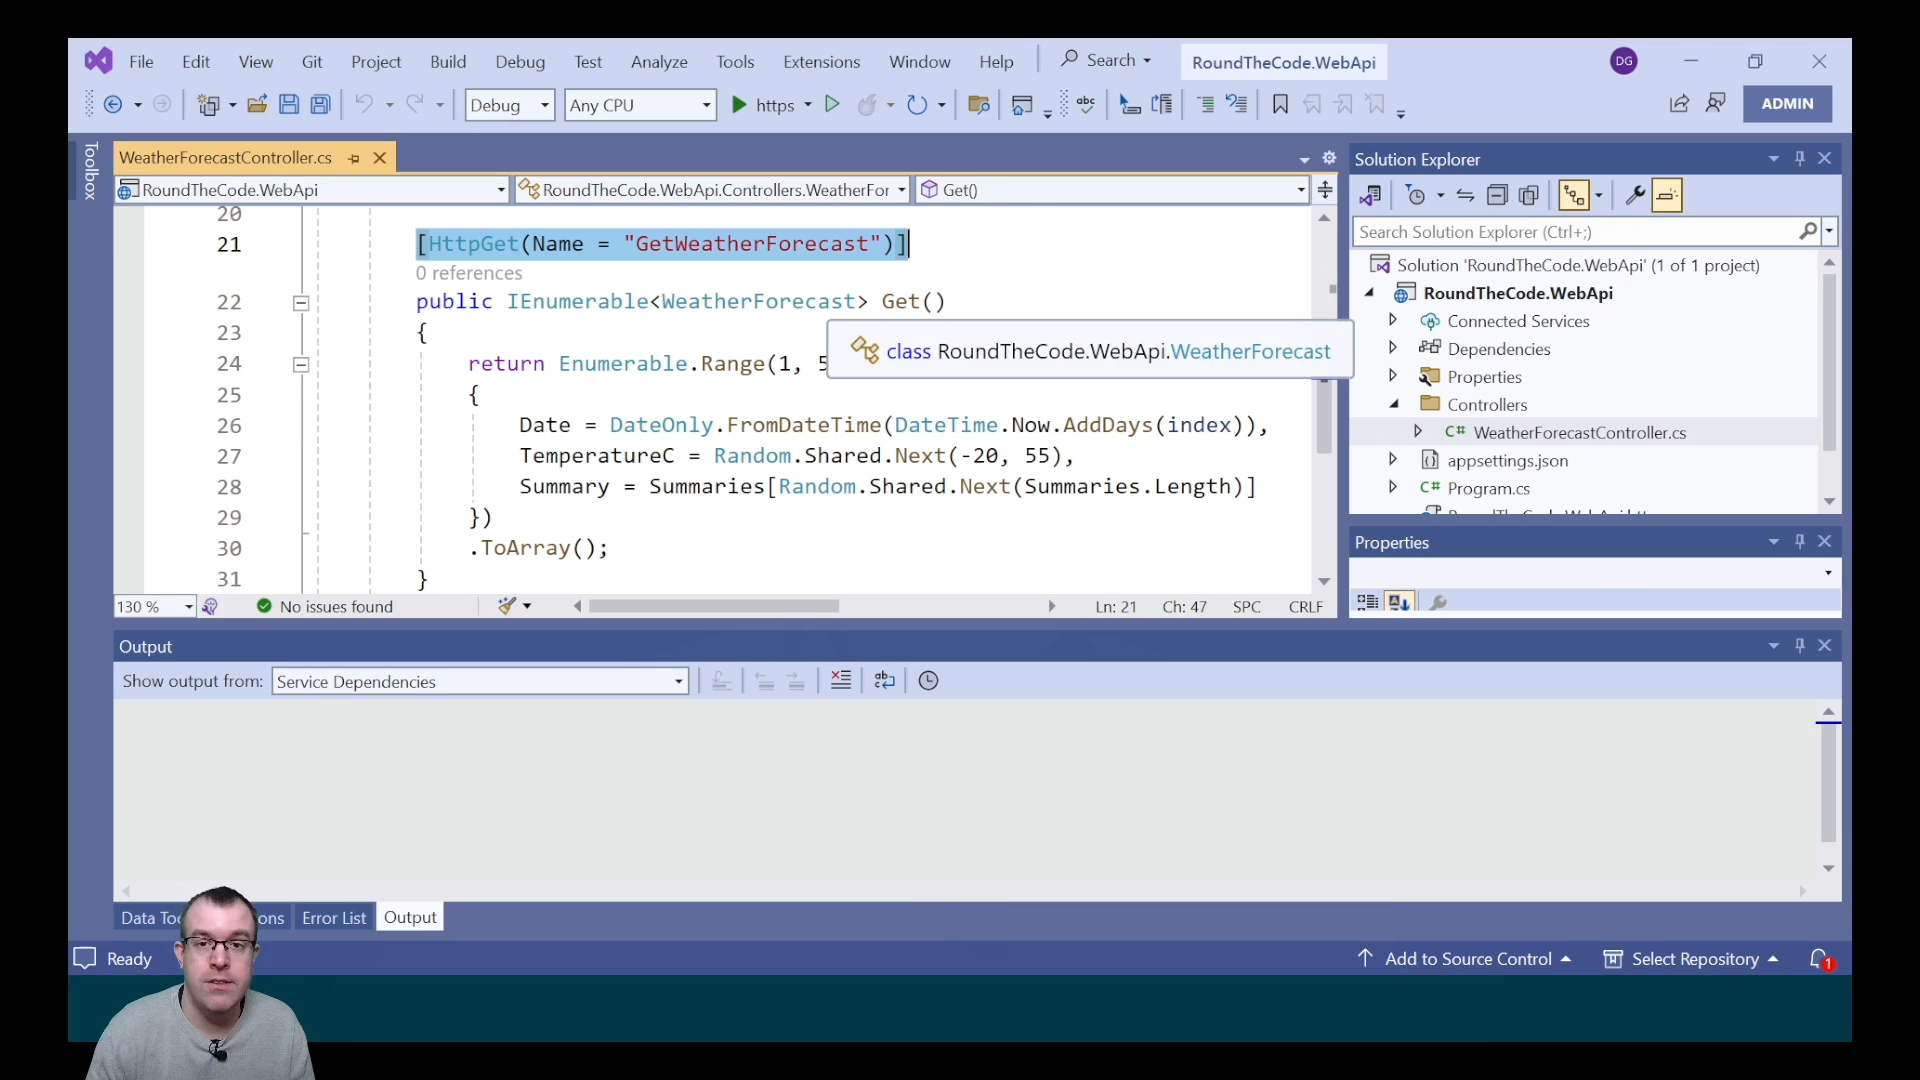 File Edit View Git Project Build Debug Test Analyze Tools Extensions Window Help Search RoundTheCode.WebApi DG
Debug Any CPU https ADMIN
Toolbox
WeatherForecastController.cs
RoundTheCode.WebApi RoundTheCode.WebApi.Controllers.WeatherFor Get()
20
21 [HttpGet(Name = "GetWeatherForecast")]
0 references
22 public IEnumerable<WeatherForecast> Get()
23 {
class RoundTheCode.WebApi.WeatherForecast
24 return Enumerable.Range(1, 5
25 {
26 Date = DateOnly.FromDateTime(DateTime.Now.AddDays(index)),
27 TemperatureC = Random.Shared.Next(-20, 55),
28 Summary = Summaries[Random.Shared.Next(Summaries.Length)]
29 })
30 .ToArray();
31 }
130 % No issues found Ln: 21 Ch: 47 SPC CRLF
Solution Explorer
Search Solution Explorer (Ctrl+;)
Solution 'RoundTheCode.WebApi' (1 of 1 project)
RoundTheCode.WebApi
Connected Services
Dependencies
Properties
Controllers
C# WeatherForecastController.cs
appsettings.json
C# Program.cs
Properties
Output
Show output from: Service Dependencies
Data Error List Output
Ready Add to Source Control Select Repository 1